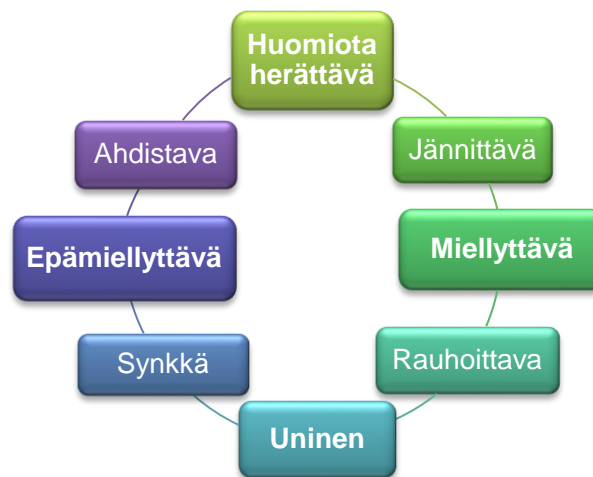 Huomiota
herättävä
Jännittävä
Miellyttävä
Rauhoittava
Uninen
Synkkä
Epämiellyttävä
Ahdistava